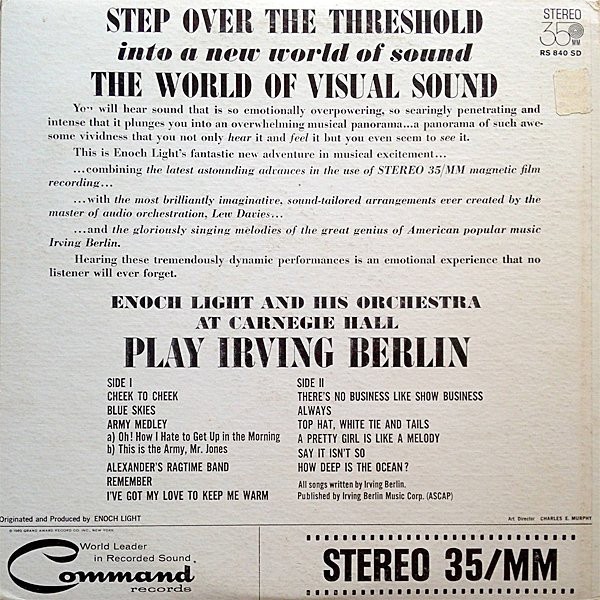 STEP OVER THE THRESHOLD
into a new world of sound
THE WORLD OF VISUAL SOUND
STEREO
35
MM
RS 840 SD
You will hear sound that is so emotionally overpowering, so searingly penetrating and
intense that it plunges you into an overwhelming musical panorama...a panorama of such awe-
some vividness that you not only hear it and feel it but you even seem to see it.
This is Enoch Light's fantastic new adventure in musical excitement...
...combining the latest astounding advances in the use of STEREO 35/MM magnetic film
recording...
...with the most brilliantly imaginative, sound-tailored arrangements ever created by the
master of audio orchestration, Lew Davies...
...and the gloriously singing melodies of the great genius of American popular music
Irving Berlin.
Hearing these tremendously dynamic performances is an emotional experience that no
listener will ever forget.
ENOCH LIGHT AND HIS ORCHESTRA
AT CARNEGIE HALL
PLAY IRVING BERLIN
SIDE I
CHEEK TO CHEEK
BLUE SKIES
ARMY MEDLEY
a) Oh! How I Hate to Get Up in the Morning
b) This is the Army, Mr. Jones
ALEXANDER'S RAGTIME BAND
REMEMBER
I'VE GOT MY LOVE TO KEEP ME WARM
SIDE II
THERE'S NO BUSINESS LIKE SHOW BUSINESS
ALWAYS
TOP HAT, WHITE TIE AND TAILS
A PRETTY GIRL IS LIKE A MELODY
SAY IT ISN'T SO
HOW DEEP IS THE OCEAN?
All songs written by Irving Berlin.
Published by Irving Berlin Music Corp. (ASCAP)
Originated and Produced by ENOCH LIGHT
Art Director CHARLES E. MURPHY
GRAND AWARD RECORD CO. INC., NEW YORK
World Leader
in Recorded Sound
Command
records
STEREO 35/MM